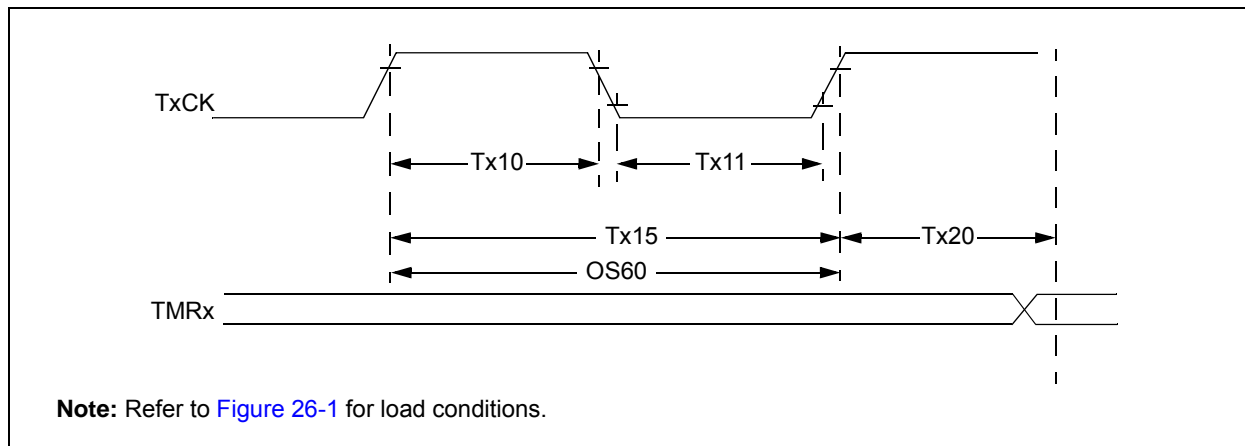 TxCK
Tx10
Tx11
Tx15
Tx20
OS60
TMRx
Note: Refer to Figure 26-1 for load conditions.